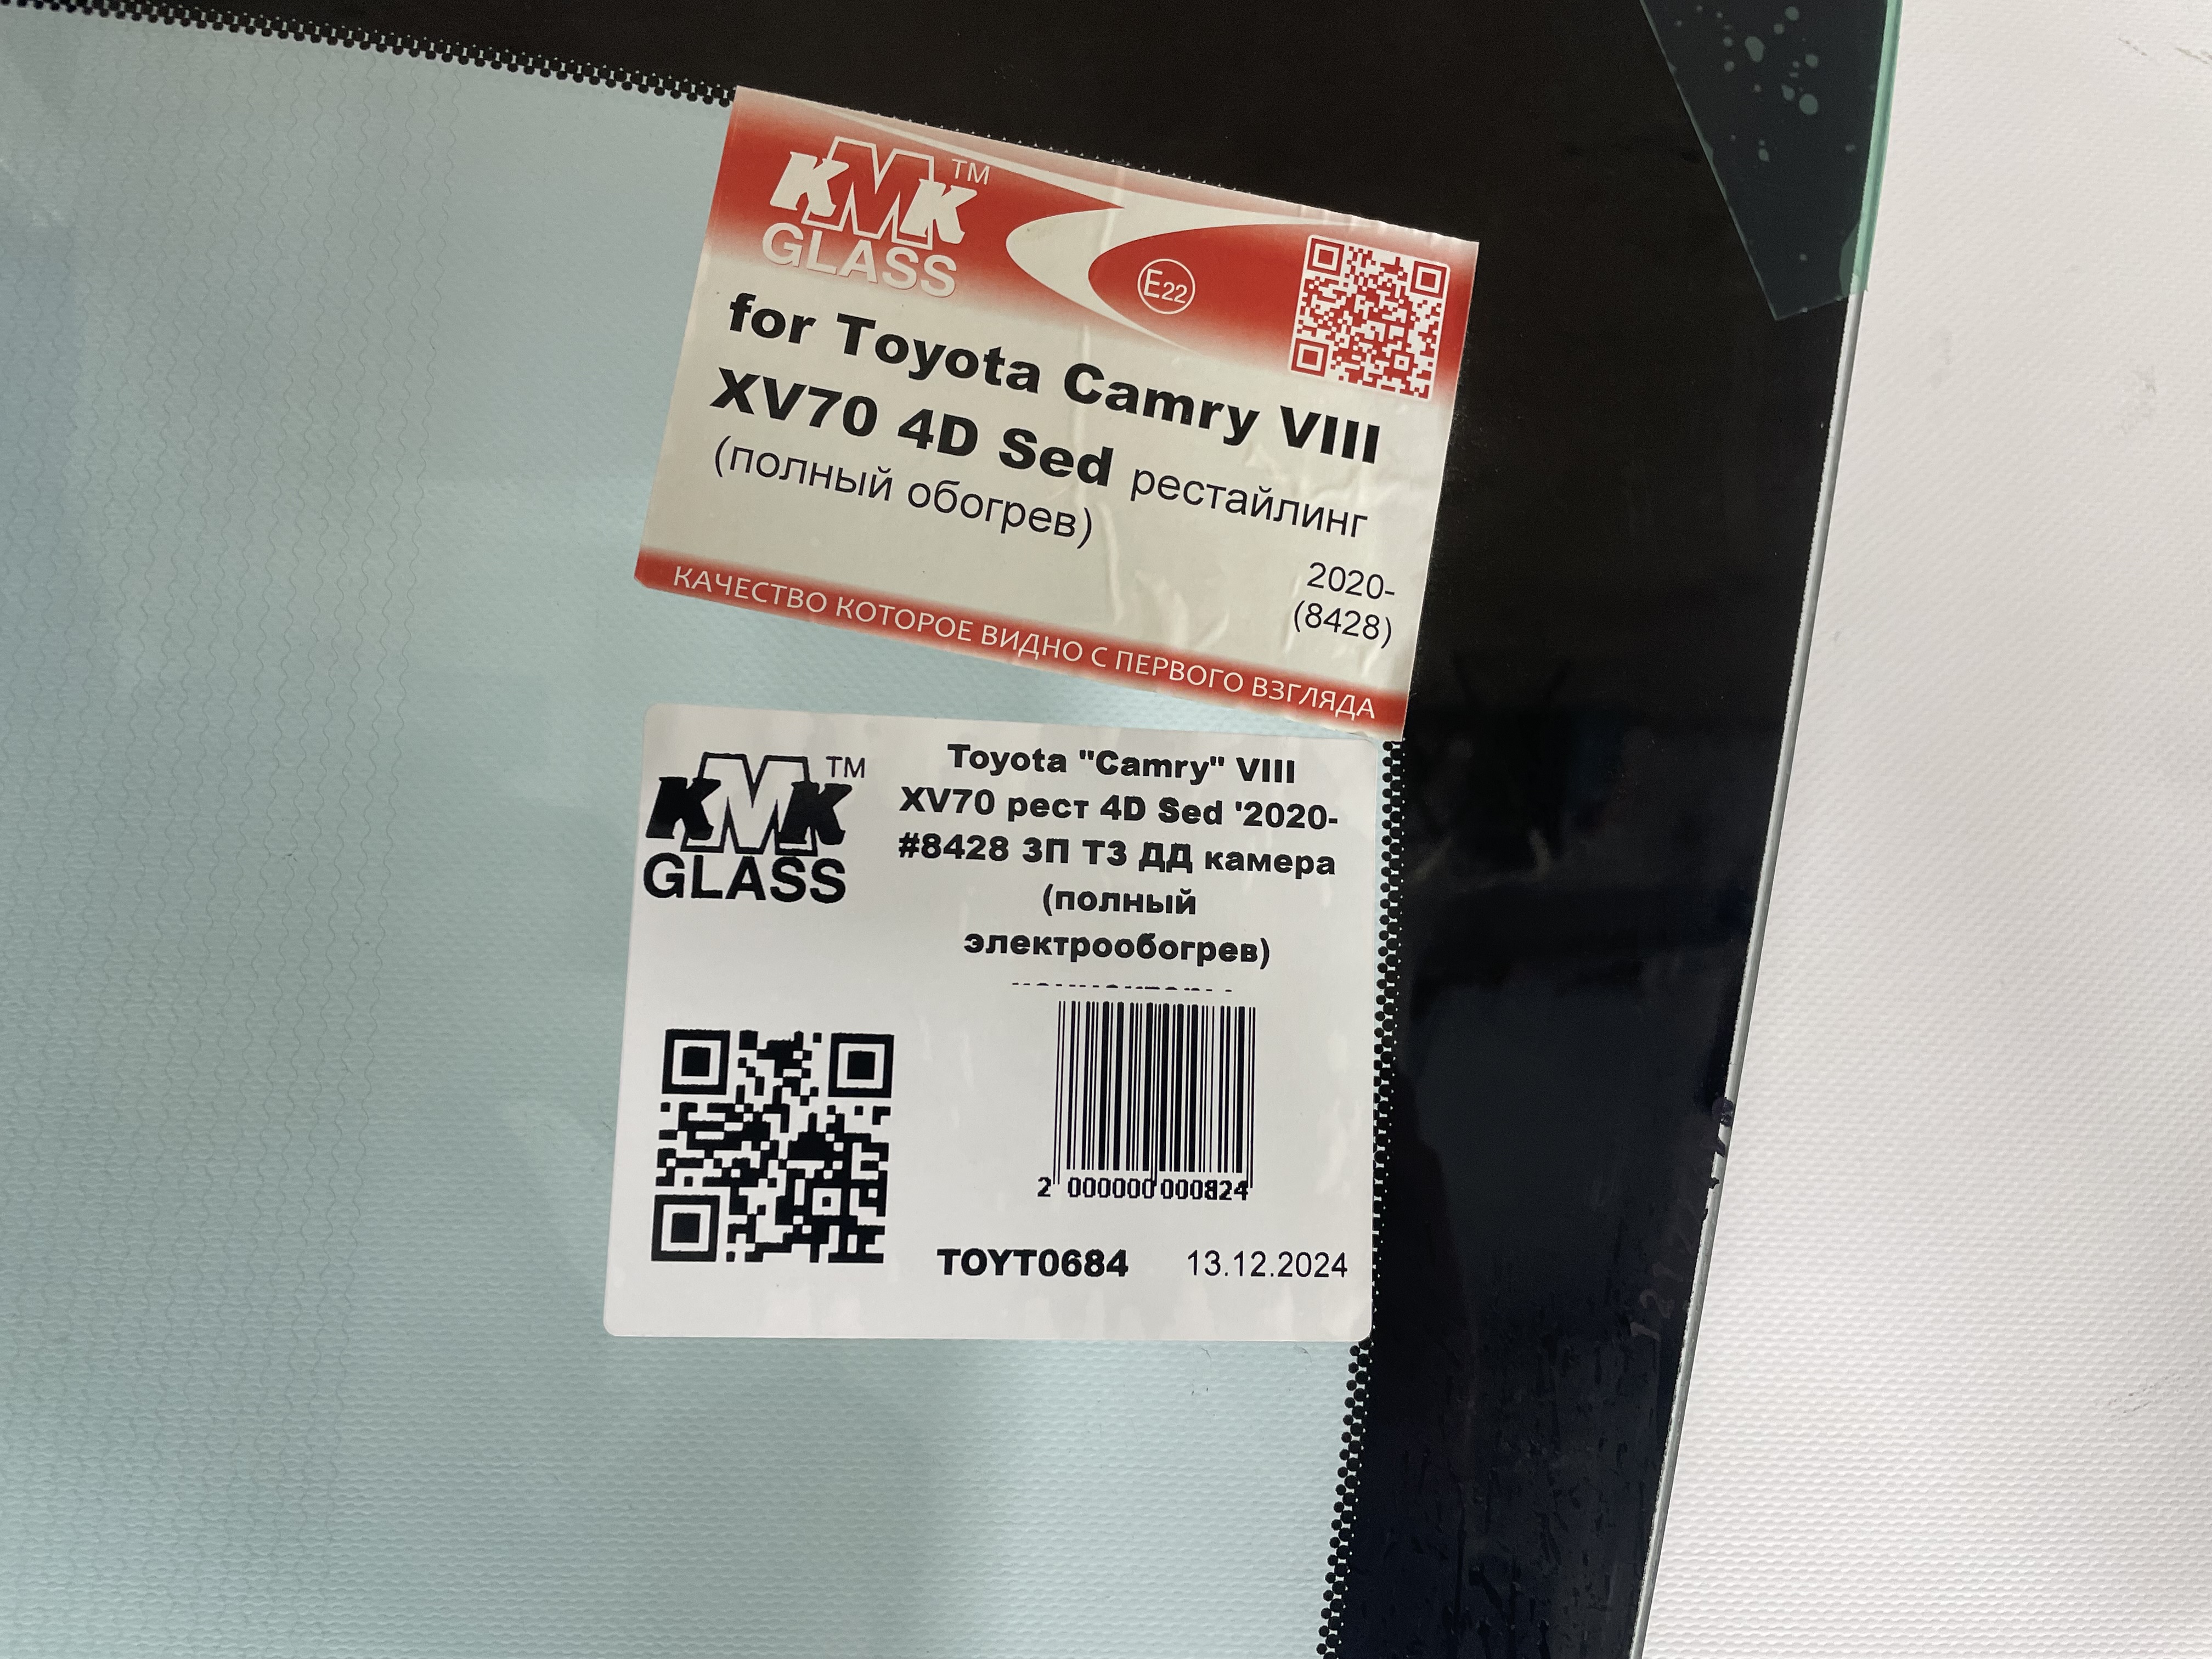 KMK™
GLASS
E22
for Toyota Camry VIII
XV70 4D Sed рестайлинг
(полный обогрев)
2020-
(8428)
КАЧЕСТВО КОТОРОЕ ВИДНО С ПЕРВОГО ВЗГЛЯДА
KMK™
GLASS
Toyota "Camry" VIII
XV70 рест 4D Sed '2020-
#8428 ЗП ТЗ ДД камера
(полный
электрообогрев)
2 000000 000824
TOYT0684 13.12.2024